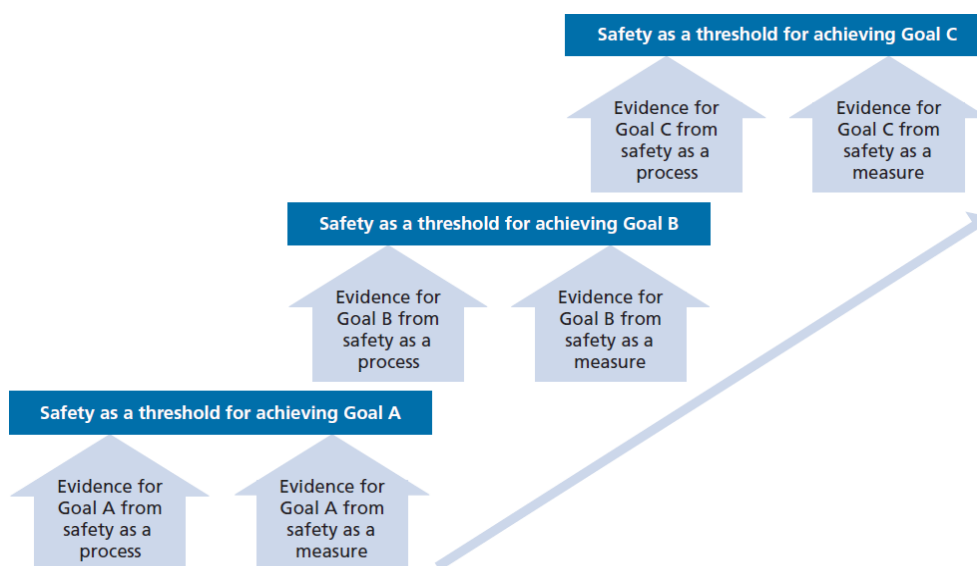 Safety as a threshold for achieving Goal C
Evidence for
Goal C from
safety as a
process
Evidence for
Goal C from
safety as a
measure
Safety as a threshold for achieving Goal B
Evidence for
Goal B from
safety as a
process
Evidence for
Goal B from
safety as a
measure
Safety as a threshold for achieving Goal A
Evidence for
Goal A from
safety as a
process
Evidence for
Goal A from
safety as a
measure